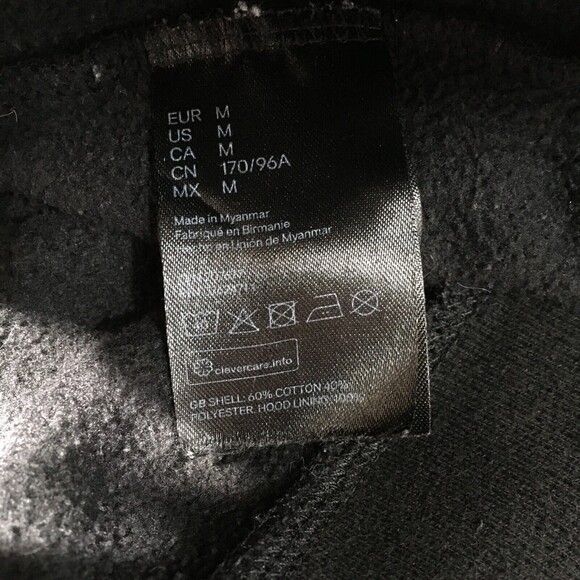 EUR M
US M
CA M
CN 170/96A
MX M
Made in Myanmar
Fabriqué en Birmanie
en Unión de Myanmar
clevercare.info
GB SHELL: 60% COTTON 40%
POLYESTER. HOOD LINING: 100%